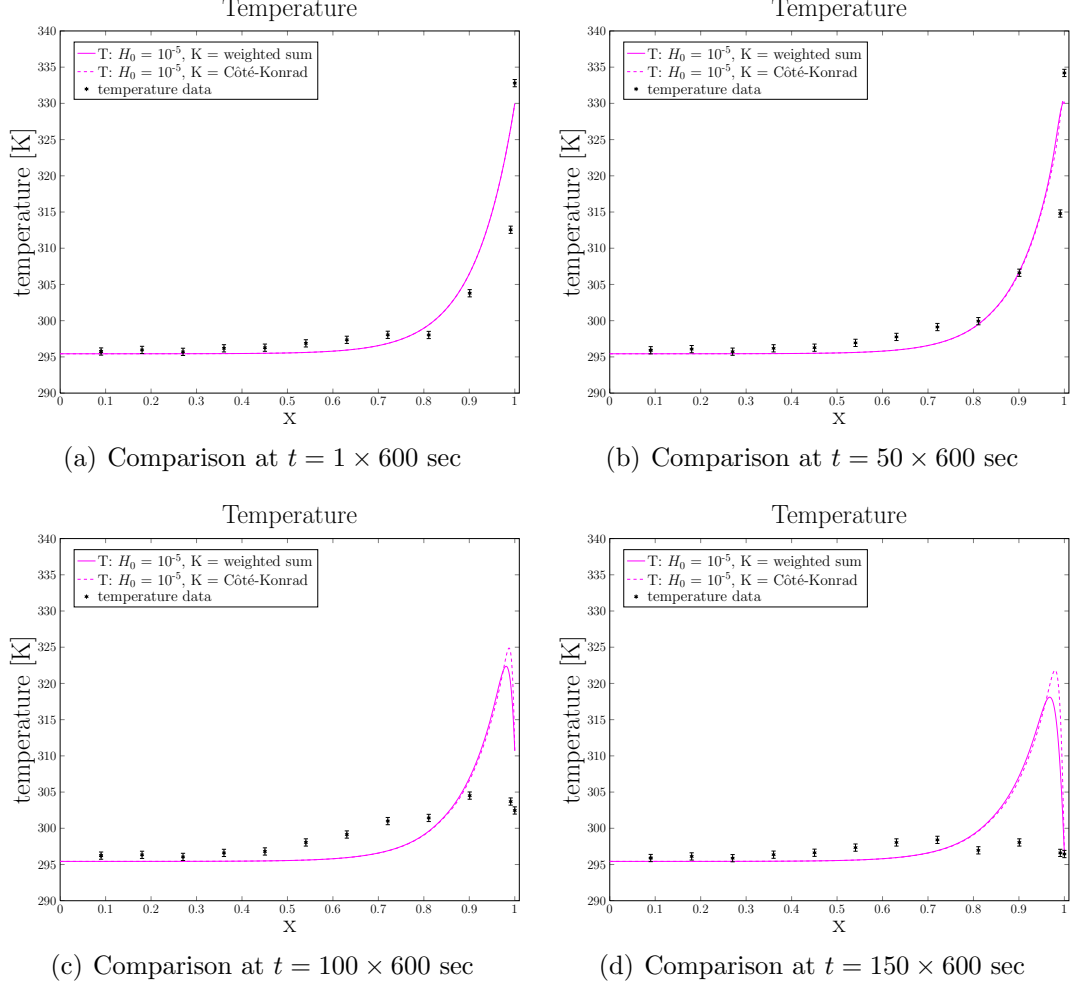 Temperature
Temperature
T: H₀ = 10⁻⁵, K = weighted sum
T: H₀ = 10⁻⁵, K = Côté-Konrad
temperature data
temperature [K]
340
335
330
325
320
315
310
305
300
295
290
0 0.1 0.2 0.3 0.4 0.5 0.6 0.7 0.8 0.9 1
X
(a) Comparison at t = 1 × 600 sec
T: H₀ = 10⁻⁵, K = weighted sum
T: H₀ = 10⁻⁵, K = Côté-Konrad
temperature data
temperature [K]
340
335
330
325
320
315
310
305
300
295
290
0 0.1 0.2 0.3 0.4 0.5 0.6 0.7 0.8 0.9 1
X
(b) Comparison at t = 50 × 600 sec
Temperature
T: H₀ = 10⁻⁵, K = weighted sum
T: H₀ = 10⁻⁵, K = Côté-Konrad
temperature data
temperature [K]
340
335
330
325
320
315
310
305
300
295
290
0 0.1 0.2 0.3 0.4 0.5 0.6 0.7 0.8 0.9 1
X
(c) Comparison at t = 100 × 600 sec
Temperature
T: H₀ = 10⁻⁵, K = weighted sum
T: H₀ = 10⁻⁵, K = Côté-Konrad
temperature data
temperature [K]
340
335
330
325
320
315
310
305
300
295
290
0 0.1 0.2 0.3 0.4 0.5 0.6 0.7 0.8 0.9 1
X
(d) Comparison at t = 150 × 600 sec